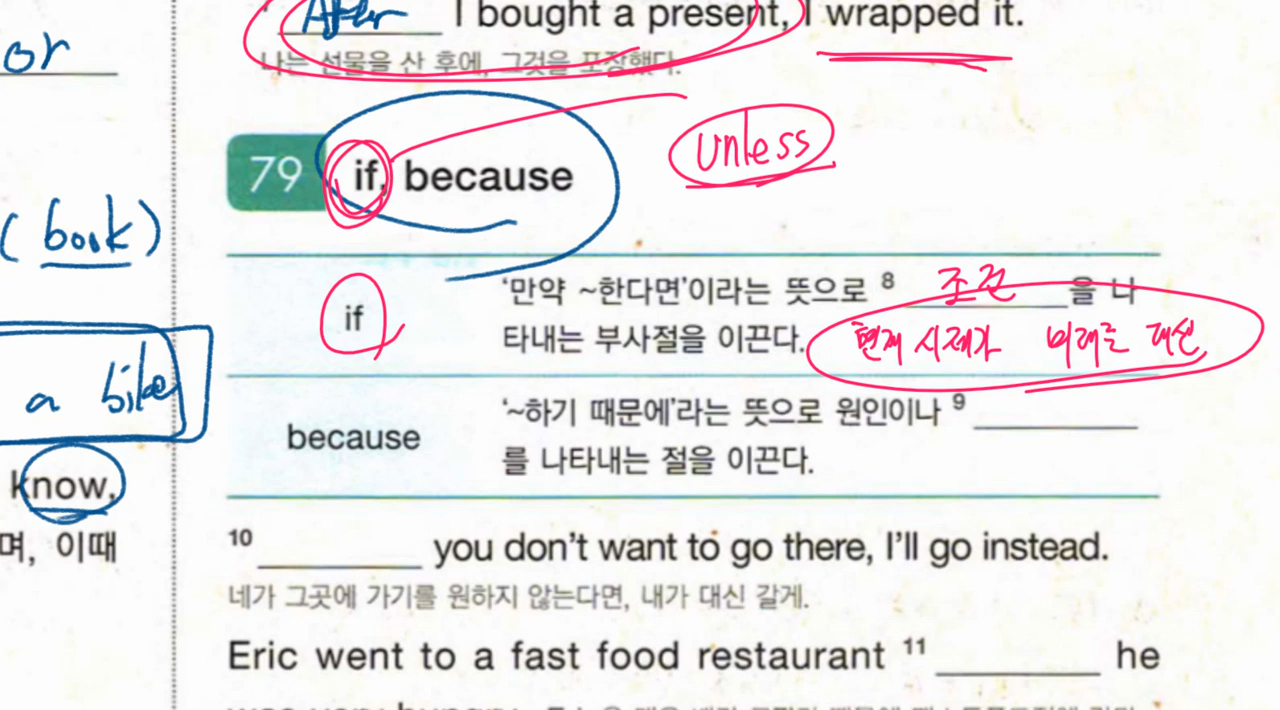 or
(book)
a bike
know,
며, 이때
After I bought a present, I wrapped it.
나는 선물을 산 후에, 그것을 포장했다.
79 if, because
unless
if
'만약 ~한다면'이라는 뜻으로 8 조건 을 나
타내는 부사절을 이끈다. 현재 시제가 미래를 대신
because
'~하기 때문에'라는 뜻으로 원인이나 9
를 나타내는 절을 이끈다.
10 you don't want to go there, I'll go instead.
네가 그곳에 가기를 원하지 않는다면, 내가 대신 갈게.
Eric went to a fast food restaurant 11 he